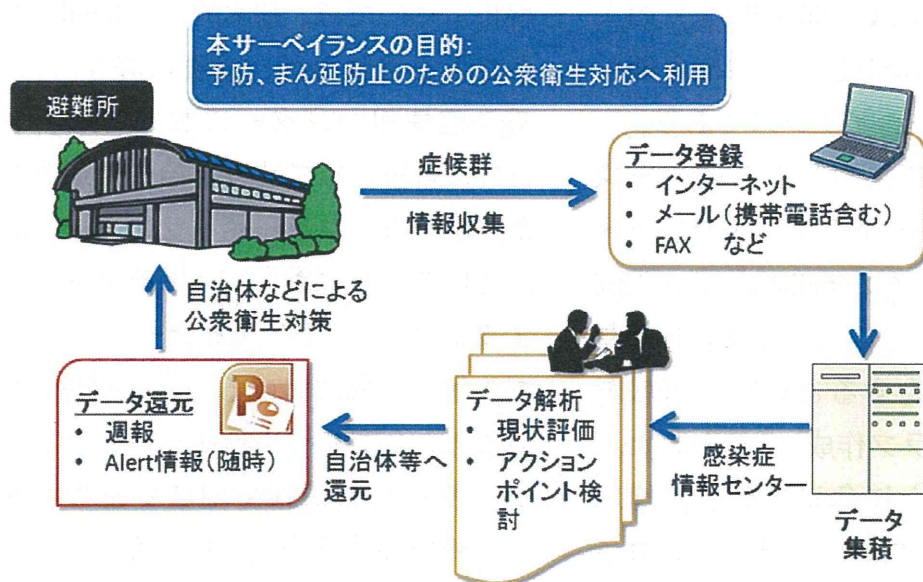 本サーベイランスの目的：
予防、まん延防止のための公衆衛生対応へ利用
避難所
症候群
情報収集
データ登録
• インターネット
• メール（携帯電話含む）
• FAX　など
データ
集積
感染症
情報センター
データ解析
• 現状評価
• アクション
ポイント検
討
自治体等へ
還元
P
データ還元
• 週報
• Alert情報（随時）
自治体などによる
公衆衛生対策